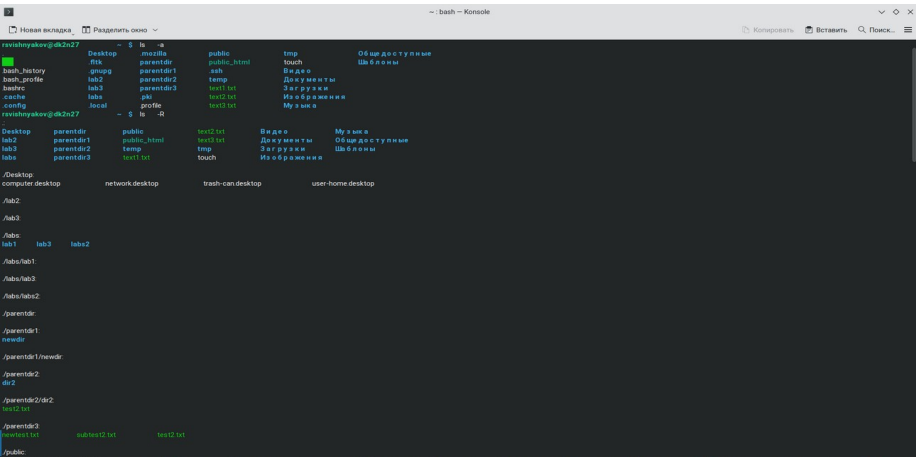 ~ : bash — Konsole
Новая вкладка Разделить окно Копировать Вставить Поиск...
rsvishnyakov@dk2n27 ~ $ ls -a
. Desktop .mozilla public tmp Общедоступные
.. .fltk parentdir public_html touch Шаблоны
.bash_history .gnupg parentdir1 .ssh Видео
.bash_profile lab2 parentdir2 temp Документы
.bashrc lab3 parentdir3 text1.txt Загрузки
.cache labs .pki text2.txt Изображения
.config .local .profile text3.txt Музыка
rsvishnyakov@dk2n27 ~ $ ls -R
.:
Desktop parentdir public text2.txt Видео Музыка
lab2 parentdir1 public_html text3.txt Документы Общедоступные
lab3 parentdir2 temp tmp Загрузки Шаблоны
labs parentdir3 text1.txt touch Изображения
./Desktop:
computer.desktop network.desktop trash-can.desktop user-home.desktop
./lab2:
./lab3:
./labs:
lab1 lab3 labs2
./labs/lab1:
./labs/lab3:
./labs/labs2:
./parentdir:
./parentdir1:
newdir
./parentdir1/newdir:
./parentdir2:
dir2
./parentdir2/dir2:
test2.txt
./parentdir3:
newtest.txt subtest2.txt test2.txt
./public: